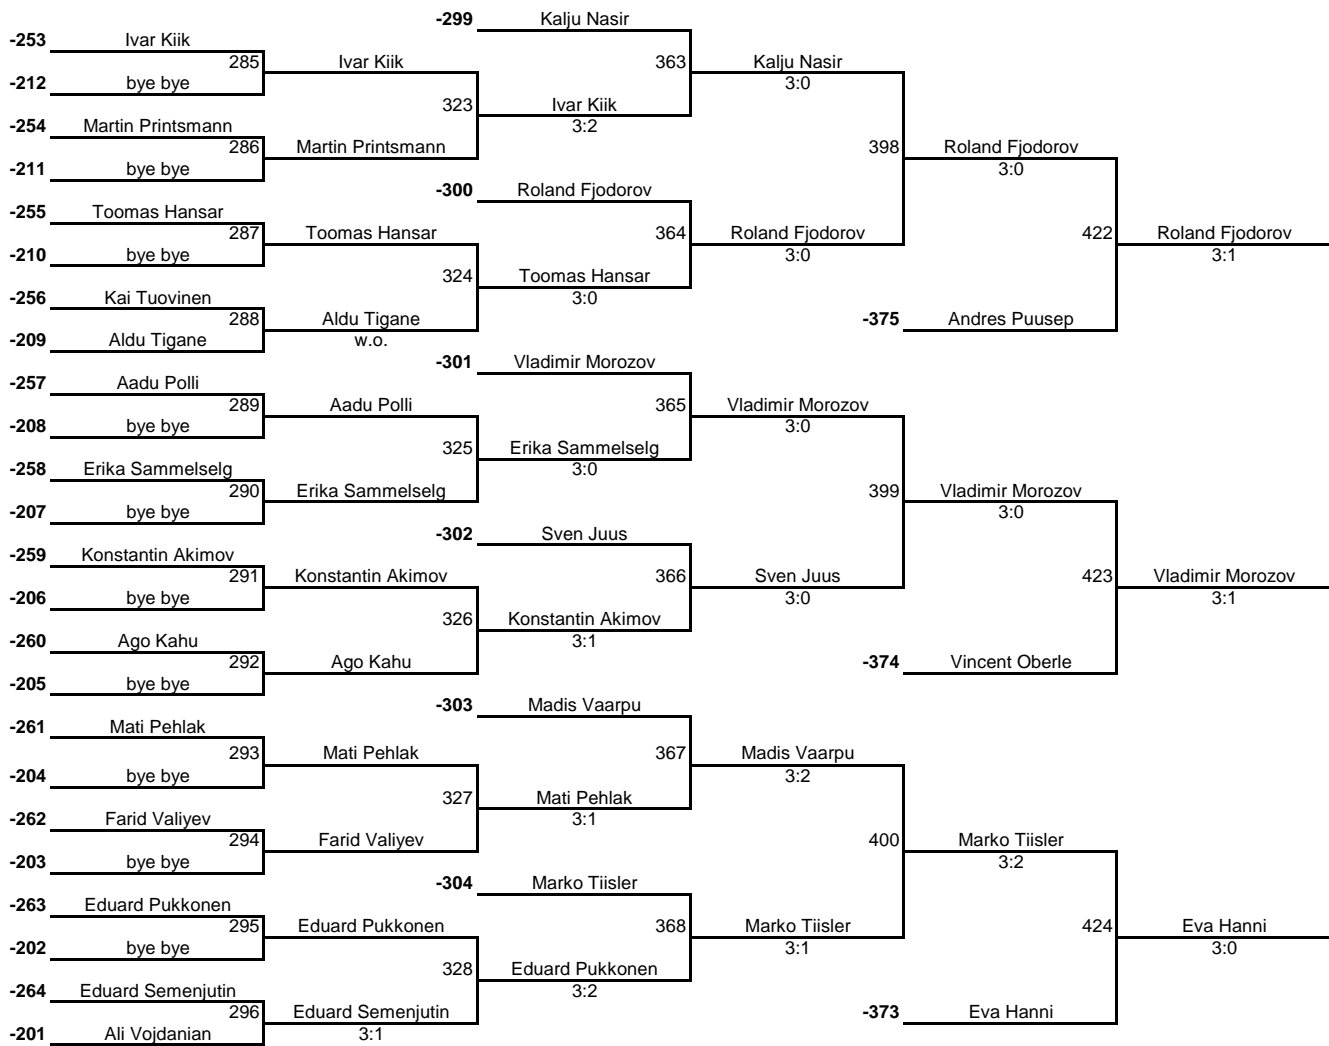 -299 Kalju Nasir
-253 Ivar Kiik
285 Ivar Kiik 363 Kalju Nasir
-212 bye bye 3:0
323 Ivar Kiik
-254 Martin Printsmann 3:2
286 Martin Printsmann 398 Roland Fjodorov
-211 bye bye 3:0
-300 Roland Fjodorov
-255 Toomas Hansar
287 Toomas Hansar 364 Roland Fjodorov 422 Roland Fjodorov
-210 bye bye 3:0 3:1
324 Toomas Hansar
-256 Kai Tuovinen 3:0
288 Aldu Tigane -375 Andres Puusep
-209 Aldu Tigane w.o.
-301 Vladimir Morozov
-257 Aadu Polli
289 Aadu Polli 365 Vladimir Morozov
-208 bye bye 3:0
325 Erika Sammelselg
-258 Erika Sammelselg 3:0
290 Erika Sammelselg 399 Vladimir Morozov
-207 bye bye 3:0
-302 Sven Juus
-259 Konstantin Akimov
291 Konstantin Akimov 366 Sven Juus 423 Vladimir Morozov
-206 bye bye 3:0 3:1
326 Konstantin Akimov
-260 Ago Kahu 3:1
292 Ago Kahu -374 Vincent Oberle
-205 bye bye
-303 Madis Vaarpu
-261 Mati Pehlak
293 Mati Pehlak 367 Madis Vaarpu
-204 bye bye 3:2
327 Mati Pehlak
-262 Farid Valiyev 3:1
294 Farid Valiyev 400 Marko Tiisler
-203 bye bye 3:2
-304 Marko Tiisler
-263 Eduard Pukkonen
295 Eduard Pukkonen 368 Marko Tiisler 424 Eva Hanni
-202 bye bye 3:1 3:0
328 Eduard Pukkonen
-264 Eduard Semenjutin 3:2
296 Eduard Semenjutin -373 Eva Hanni
-201 Ali Vojdanian 3:1